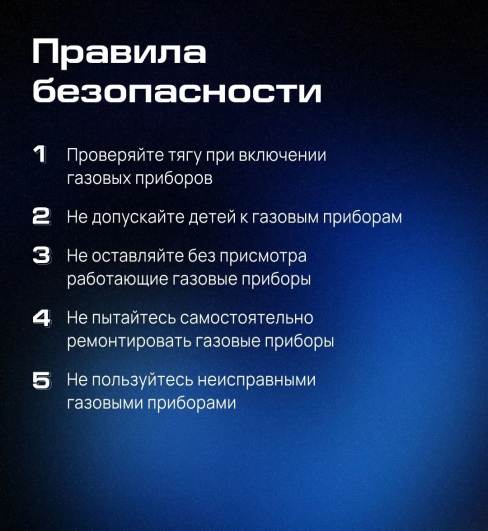 Правила
безопасности
1 Проверяйте тягу при включении
газовых приборов
2 Не допускайте детей к газовым приборам
3 Не оставляйте без присмотра
работающие газовые приборы
4 Не пытайтесь самостоятельно
ремонтировать газовые приборы
5 Не пользуйтесь неисправными
газовыми приборами